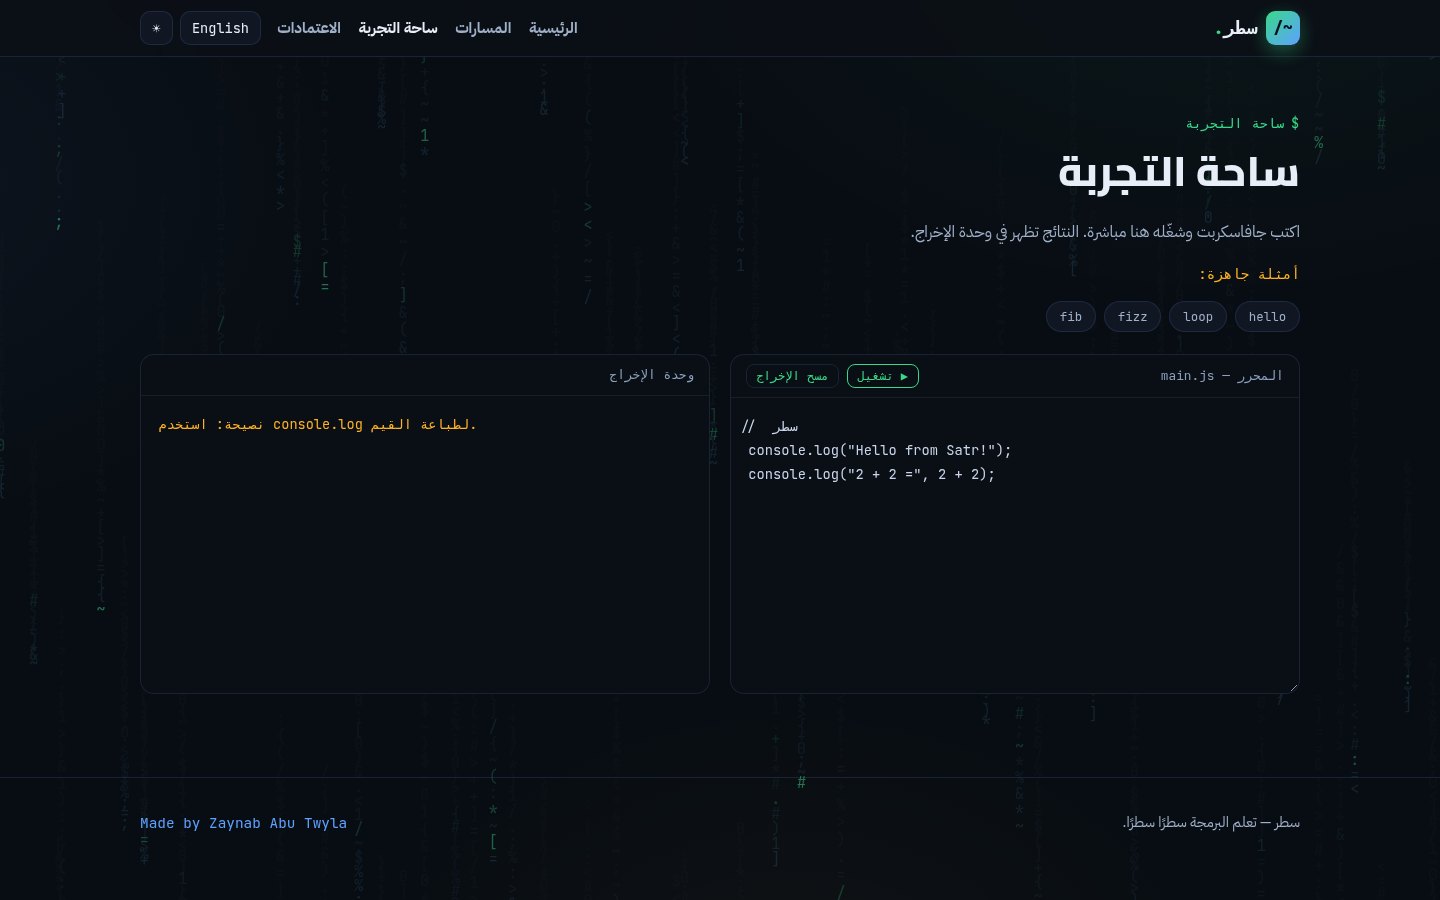 ~/ سطر.
الرئيسية المسارات ساحة التجربة الاعتمادات English ☀
$ ساحة التجربة
ساحة التجربة
اكتب جافاسكربت وشغّله هنا مباشرة. النتائج تظهر في وحدة الإخراج.
أمثلة جاهزة:
hello loop fizz fib
المحرر — main.js
▶ تشغيل مسح الإخراج
// سطر
console.log("Hello from Satr!");
console.log("2 + 2 =", 2 + 2);
وحدة الإخراج
نصيحة: استخدم console.log لطباعة القيم.
سطر — تعلم البرمجة سطرًا سطرًا.
Made by Zaynab Abu Twyla